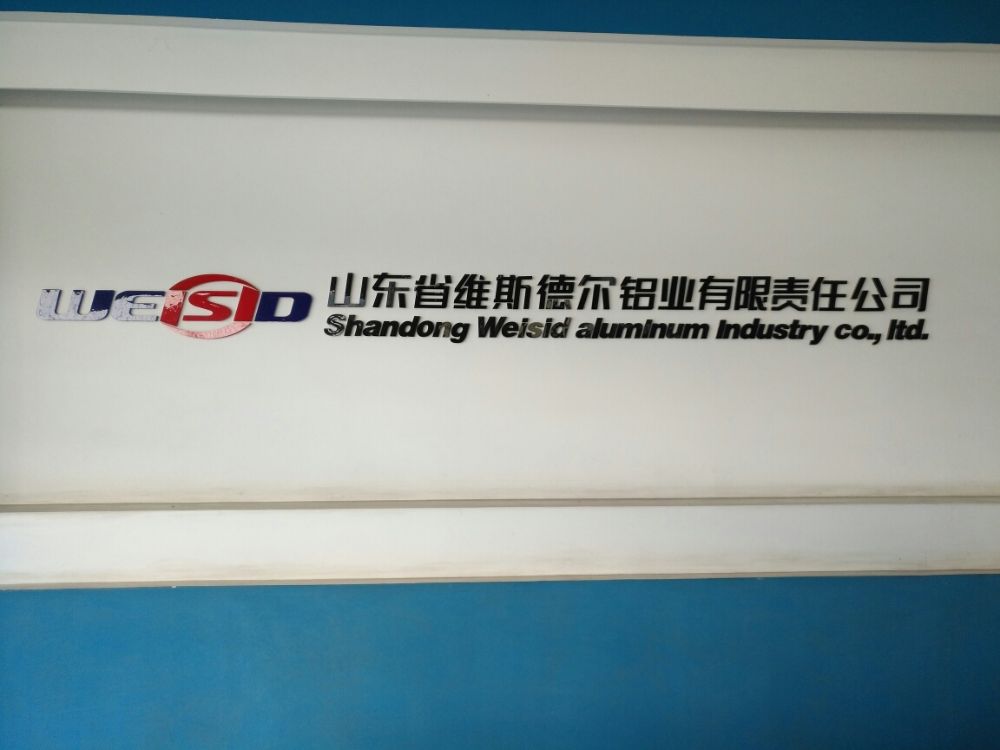 WEISID
山东省维斯德尔铝业有限责任公司
Shandong Weisid aluminum Industry co., ltd.